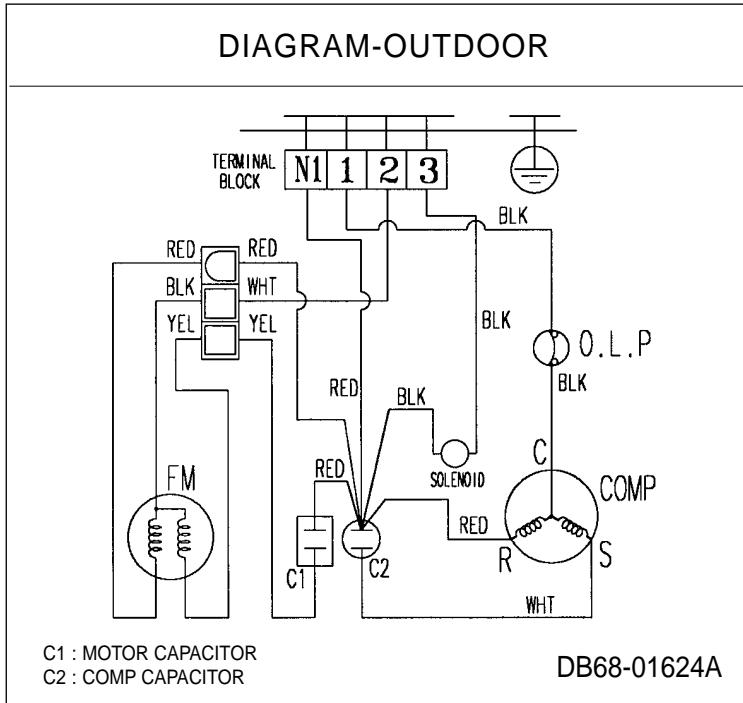 DIAGRAM-OUTDOOR
TERMINAL BLOCK
N1 1 2 3
BLK
RED RED
BLK WHT
YEL YEL
BLK
O.L.P
BLK
RED
BLK
C
COMP
FM
RED
SOLENOID
RED
R S
C1 C2
WHT
C1 : MOTOR CAPACITOR
C2 : COMP CAPACITOR
DB68-01624A